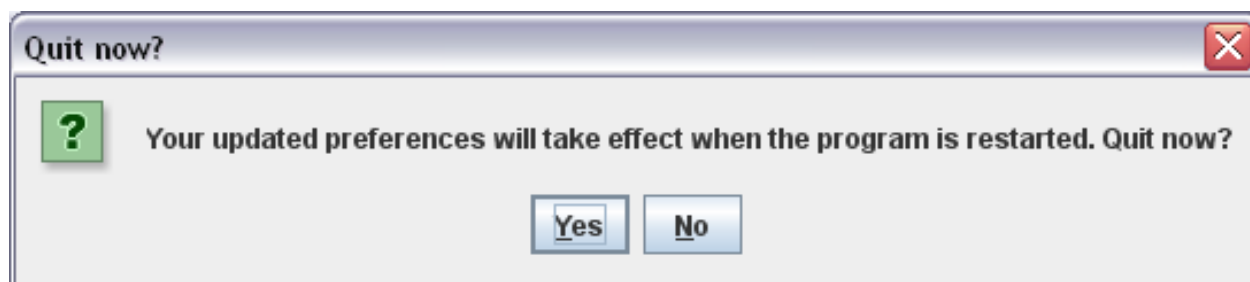 Quit now?
? Your updated preferences will take effect when the program is restarted. Quit now?
Yes No